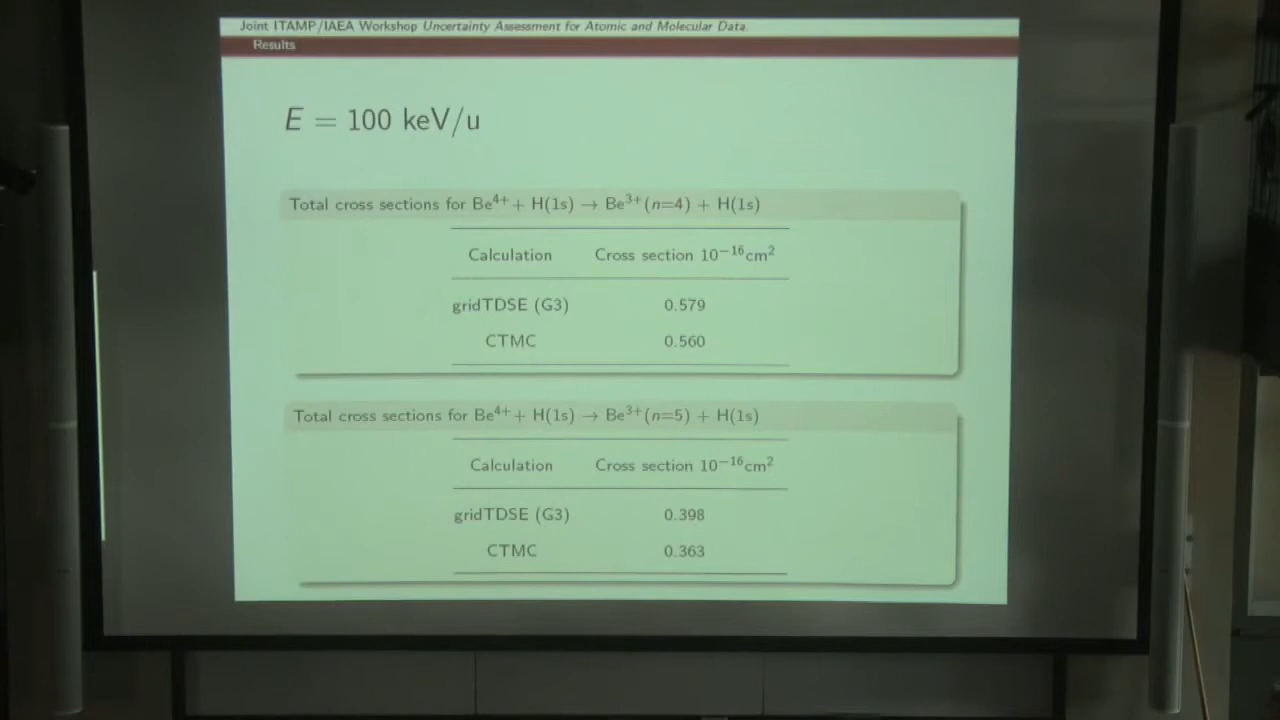 Joint ITAMP/IAEA Workshop Uncertainty Assessment for Atomic and Molecular Data.
Results
E = 100 keV/u
Total cross sections for Be⁴⁺ + H(1s) → Be³⁺(n=4) + H(1s)
Calculation Cross section 10⁻¹⁶cm²
gridTDSE (G3) 0.579
CTMC 0.560
Total cross sections for Be⁴⁺ + H(1s) → Be³⁺(n=5) + H(1s)
Calculation Cross section 10⁻¹⁶cm²
gridTDSE (G3) 0.398
CTMC 0.363